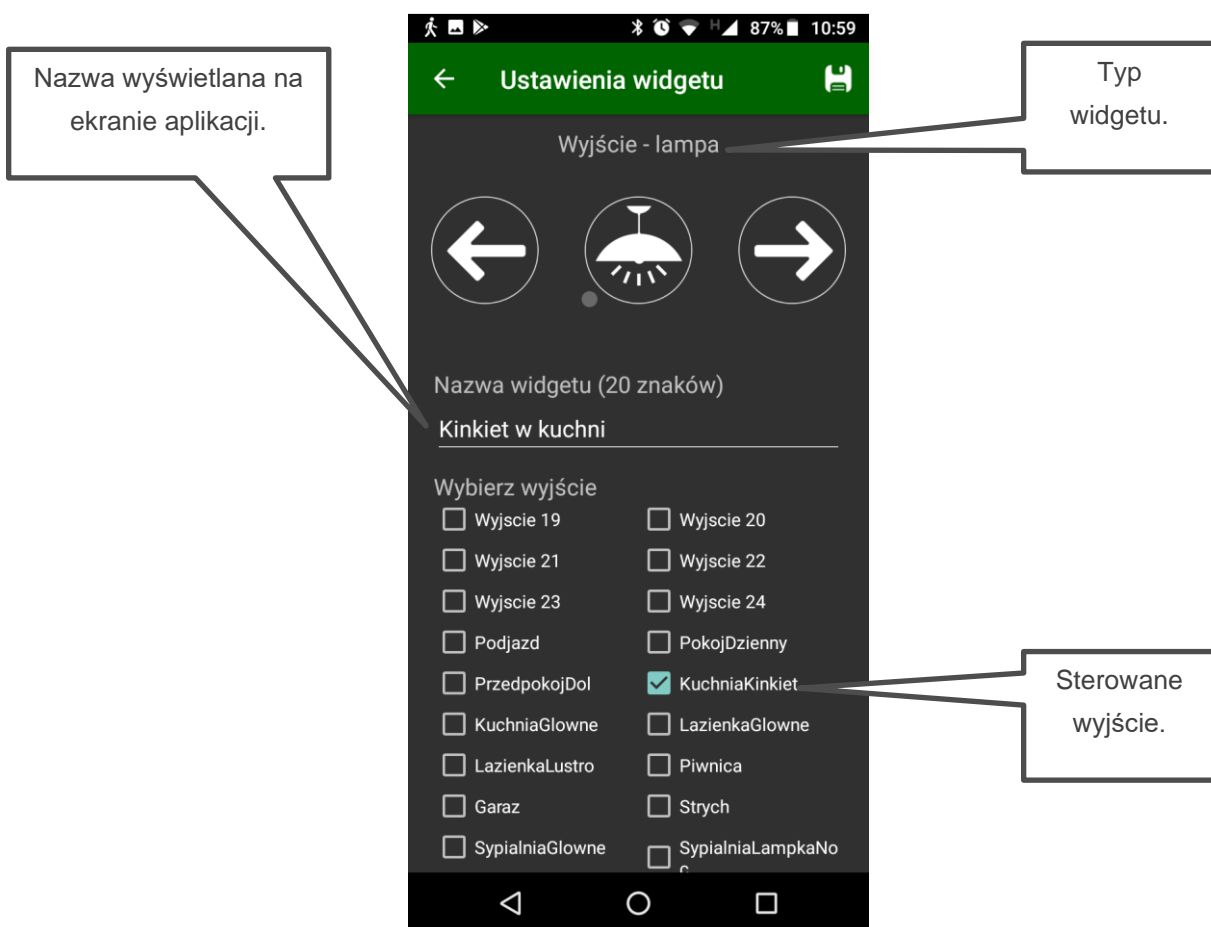 87% 10:59
Nazwa wyświetlana na
ekranie aplikacji.
Ustawienia widgetu
Typ
widgetu.
Wyjście - lampa
Nazwa widgetu (20 znaków)
Kinkiet w kuchni
Wybierz wyjście
Wyjscie 19 Wyjscie 20
Wyjscie 21 Wyjscie 22
Wyjscie 23 Wyjscie 24
Podjazd PokojDzienny
PrzedpokojDol KuchniaKinkiet
Sterowane
wyjście.
KuchniaGlowne LazienkaGlowne
LazienkaLustro Piwnica
Garaz Strych
SypialniaGlowne SypialniaLampkaNo